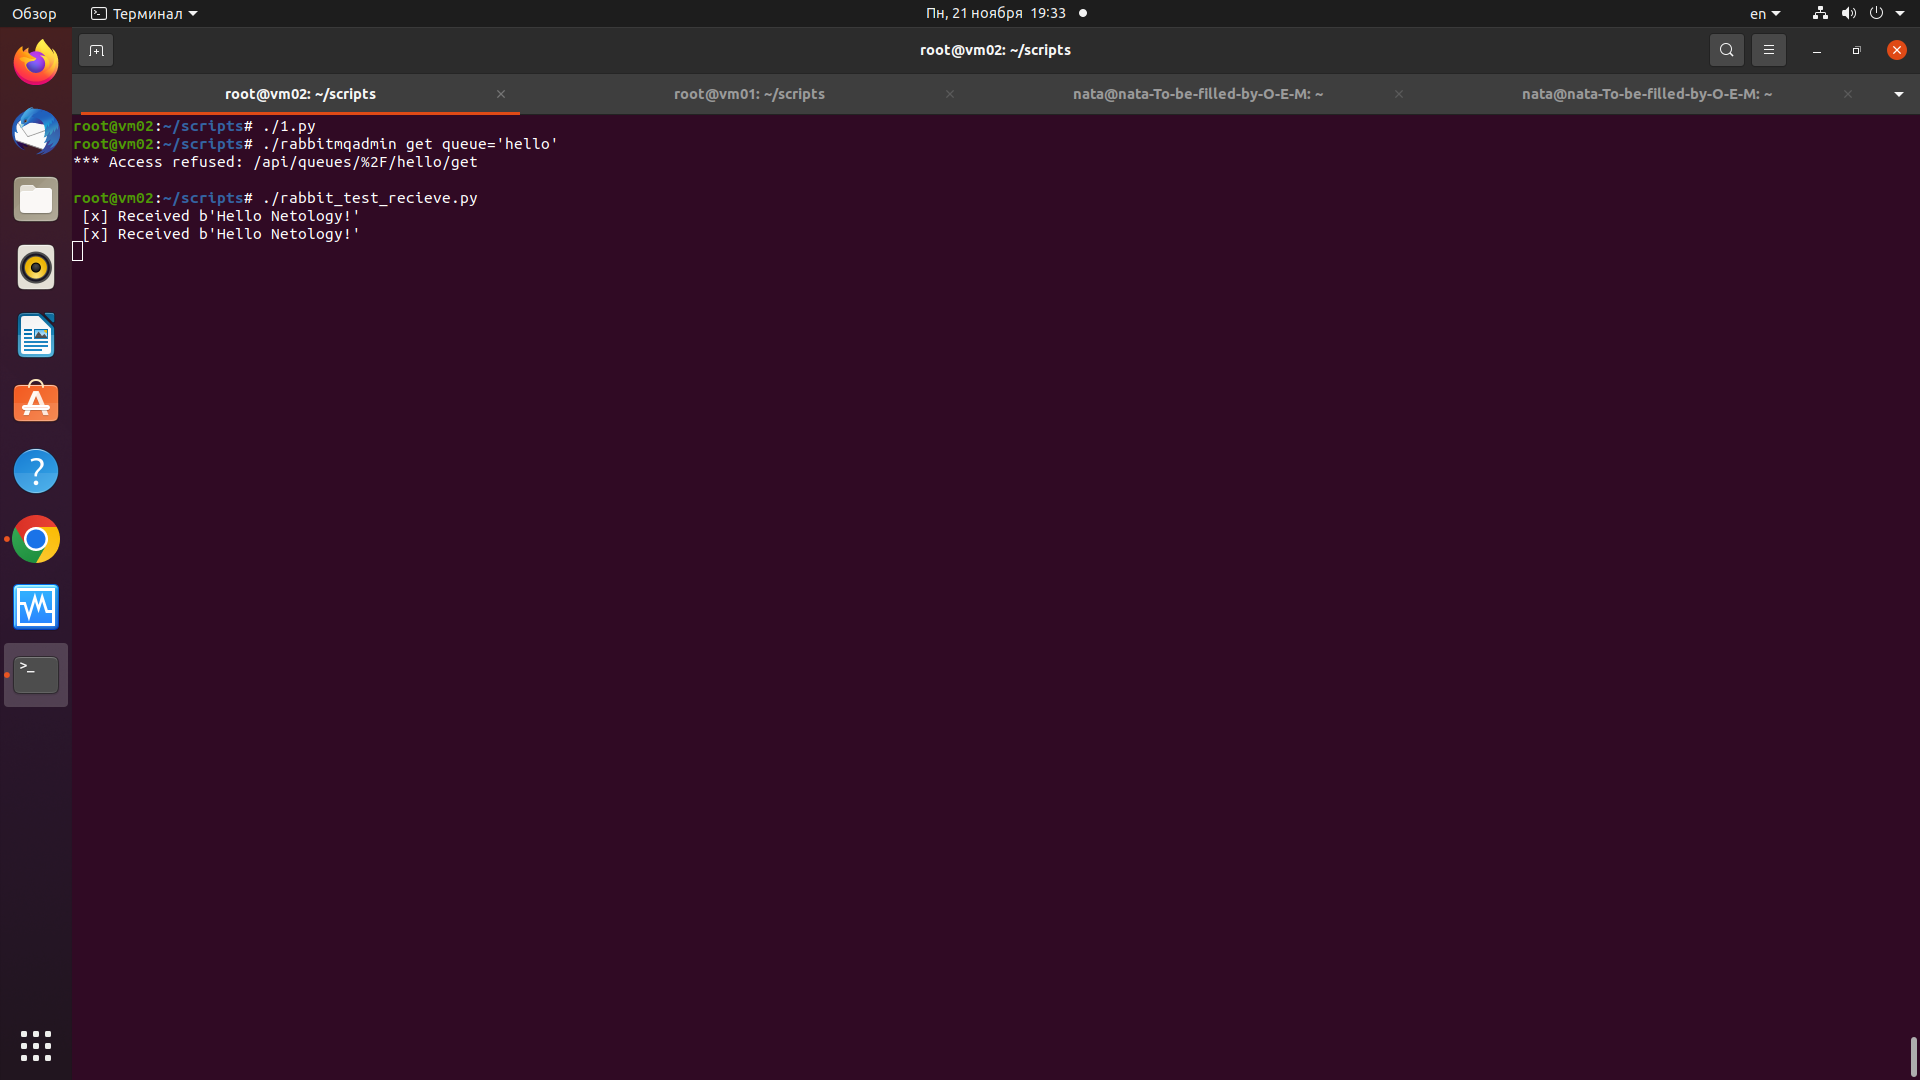 Обзор
Терминал
Пн, 21 ноября 19:33
en
root@vm02: ~/scripts
root@vm02: ~/scripts
root@vm01: ~/scripts
nata@nata-To-be-filled-by-O-E-M: ~
nata@nata-To-be-filled-by-O-E-M: ~
root@vm02:~/scripts# ./1.py
root@vm02:~/scripts# ./rabbitmqadmin get queue='hello'
*** Access refused: /api/queues/%2F/hello/get
root@vm02:~/scripts# ./rabbit_test_recieve.py
[x] Received b'Hello Netology!'
[x] Received b'Hello Netology!'